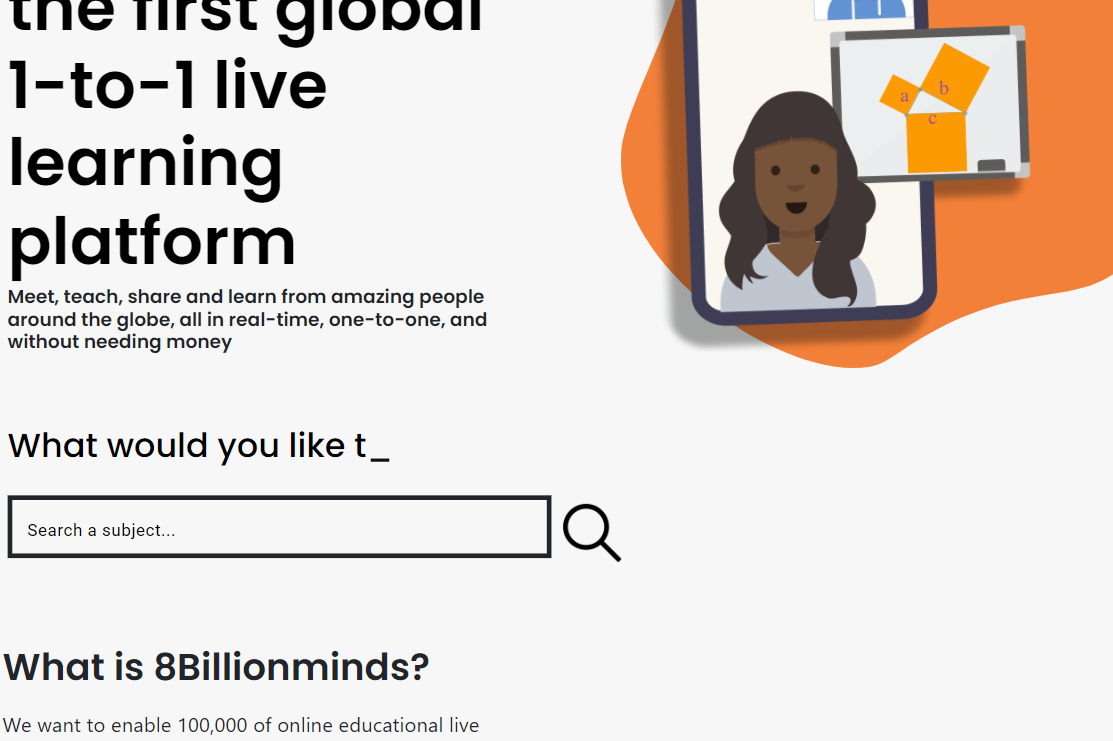 the first global
1-to-1 live
learning
platform
Meet, teach, share and learn from amazing people
around the globe, all in real-time, one-to-one, and
without needing money
a
b
c
What would you like t_
Search a subject...
What is 8Billionminds?
We want to enable 100,000 of online educational live